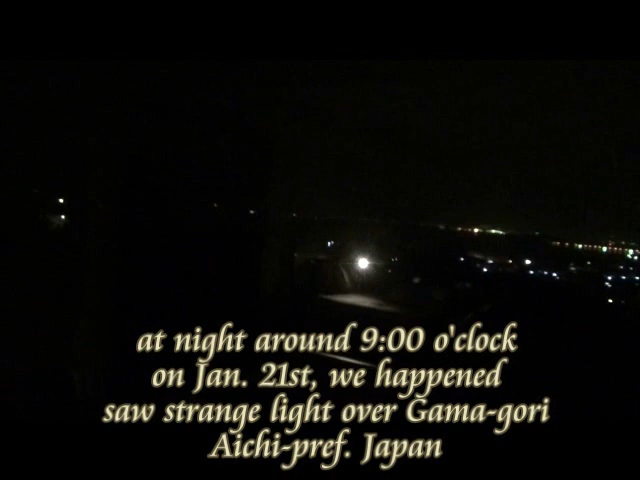 at night around 9:00 o'clock
on Jan. 21st, we happened
saw strange light over Gama-gori
Aichi-pref. Japan